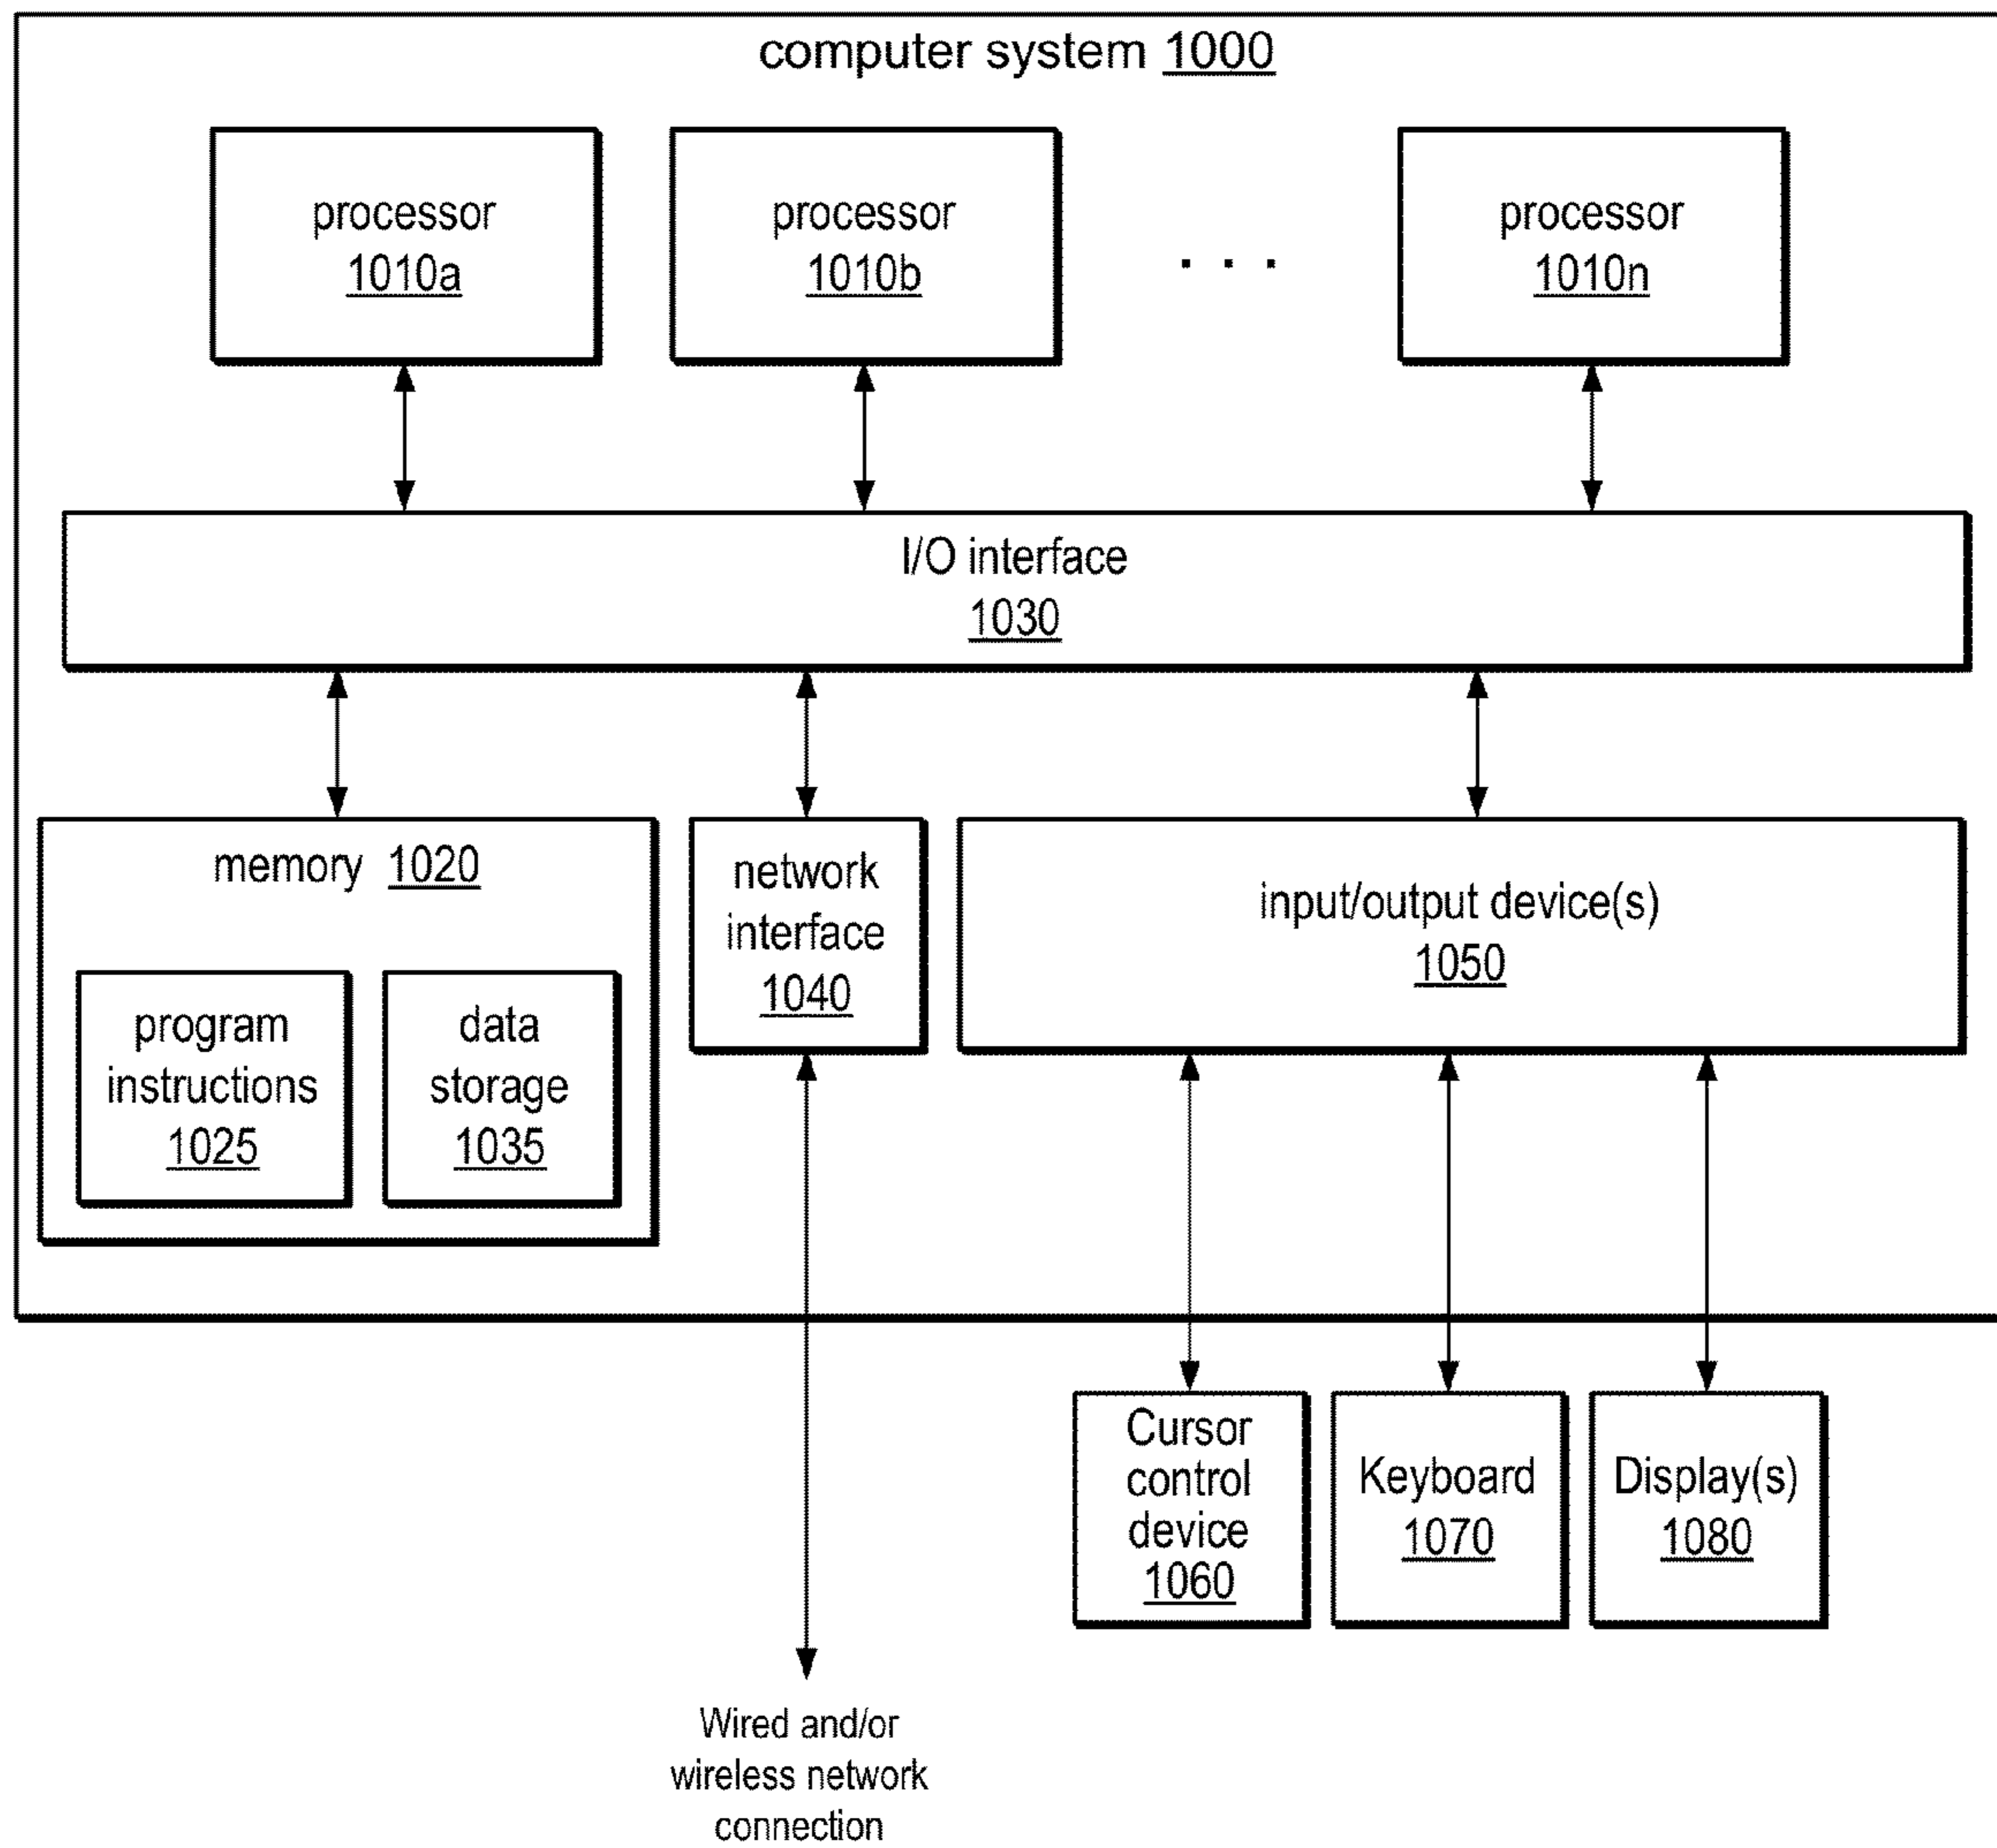 computer system 1000
processor
1010a
processor
1010b
. . .
processor
1010n
I/O interface
1030
memory 1020
program
instructions
1025
data
storage
1035
network
interface
1040
input/output device(s)
1050
Cursor
control
device
1060
Keyboard
1070
Display(s)
1080
Wired and/or
wireless network
connection